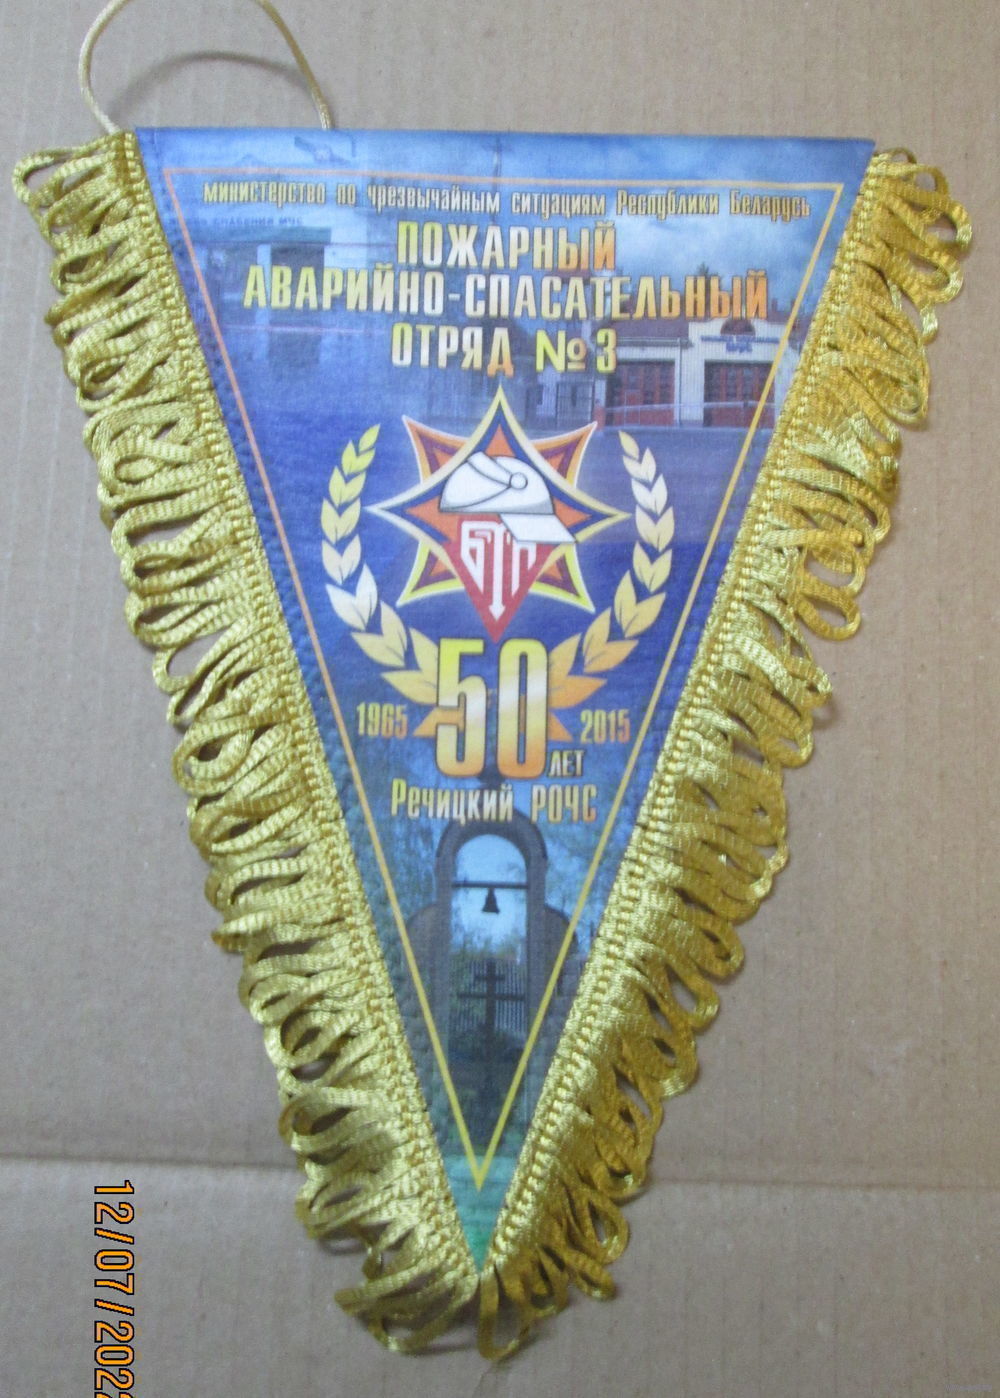 министерство по чрезвычайным ситуациям Республики Беларусь
ПОЖАРНЫЙ
АВАРИЙНО-СПАСАТЕЛЬНЫЙ
ОТРЯД №3
БТП
50
1965
2015
ЛЕТ
Речицкий РОЧС
12/07/202